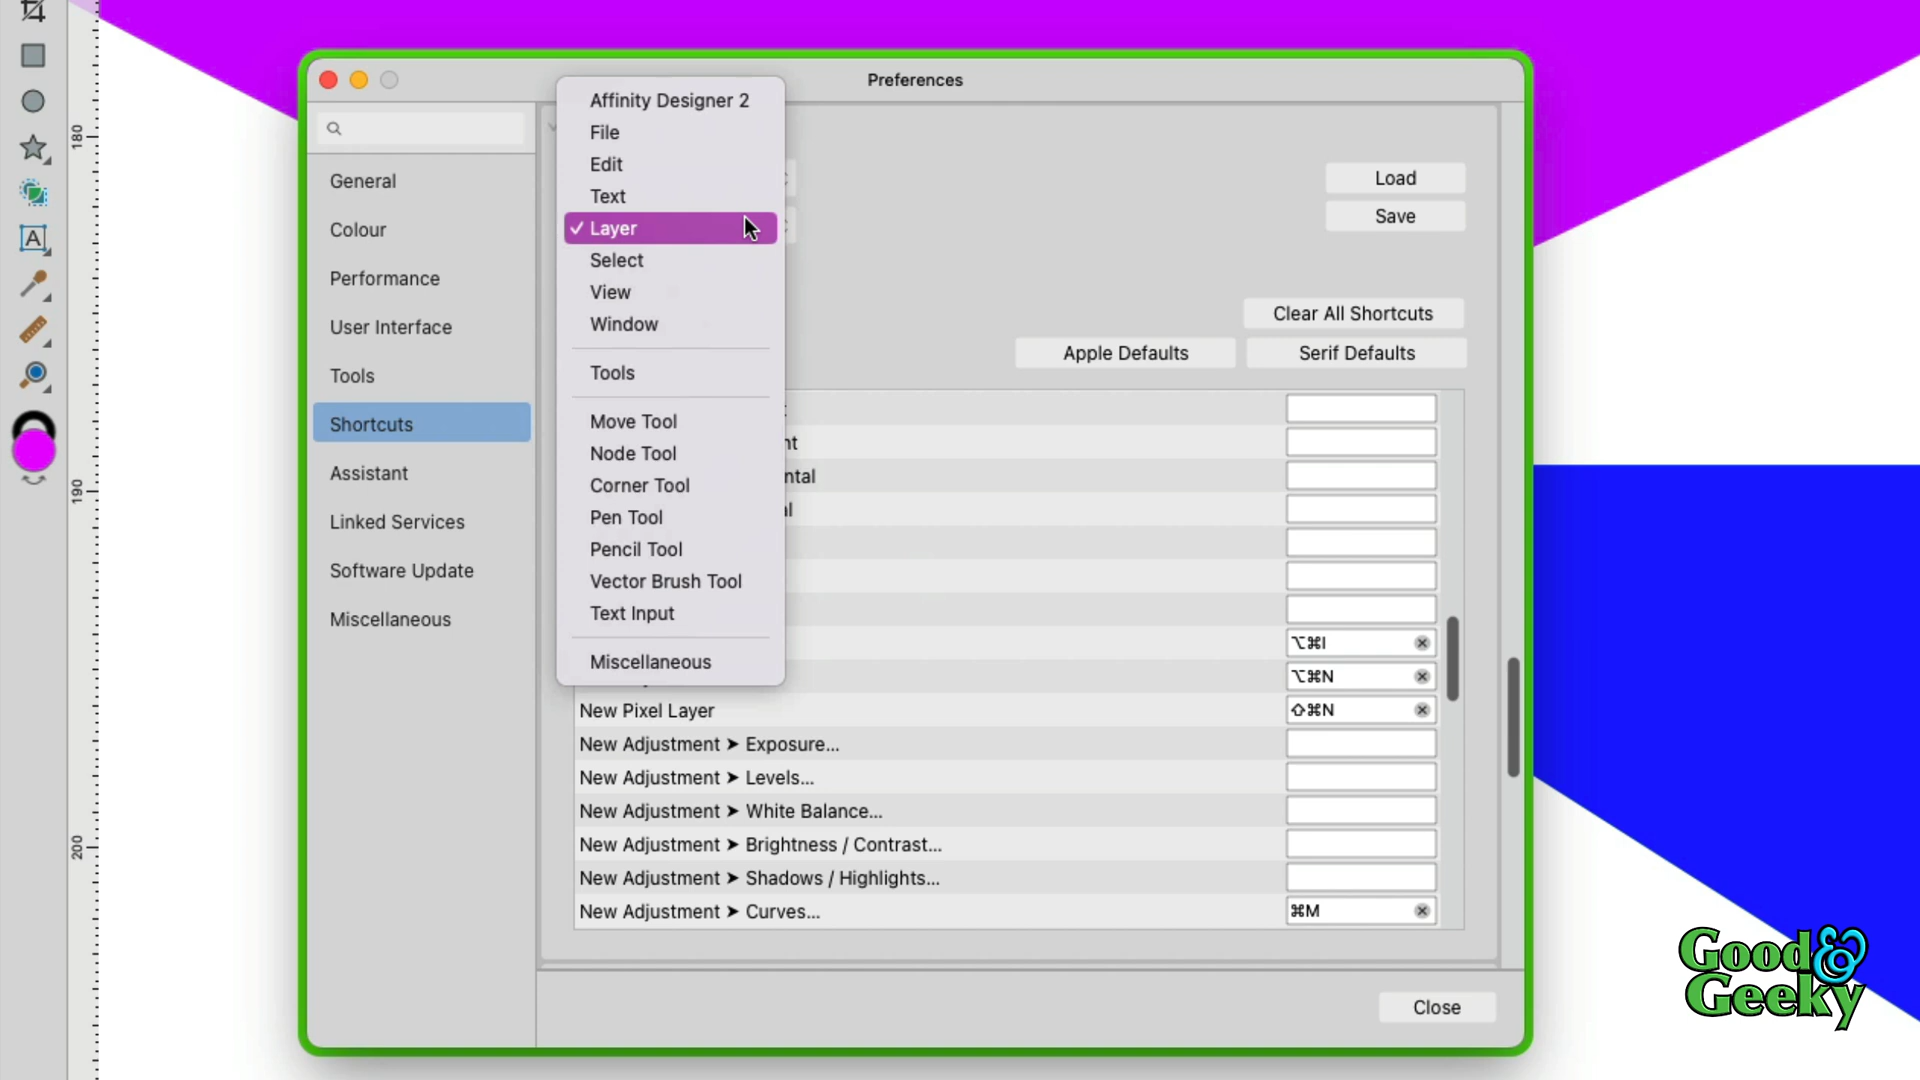 Preferences
Affinity Designer 2
File
Edit
Text
✓ Layer
Select
View
Window
Tools
Move Tool
Node Tool
Corner Tool
Pen Tool
Pencil Tool
Vector Brush Tool
Text Input
Miscellaneous
General
Colour
Performance
User Interface
Tools
Shortcuts
Assistant
Linked Services
Software Update
Miscellaneous
Load
Save
Clear All Shortcuts
Apple Defaults
Serif Defaults
nt
ntal
al
⌥⌘I
⌥⌘N
New Pixel Layer ⇧⌘N
New Adjustment ➤ Exposure...
New Adjustment ➤ Levels...
New Adjustment ➤ White Balance...
New Adjustment ➤ Brightness / Contrast...
New Adjustment ➤ Shadows / Highlights...
New Adjustment ➤ Curves... ⌘M
Close
180
190
200
A
Good &
Geeky